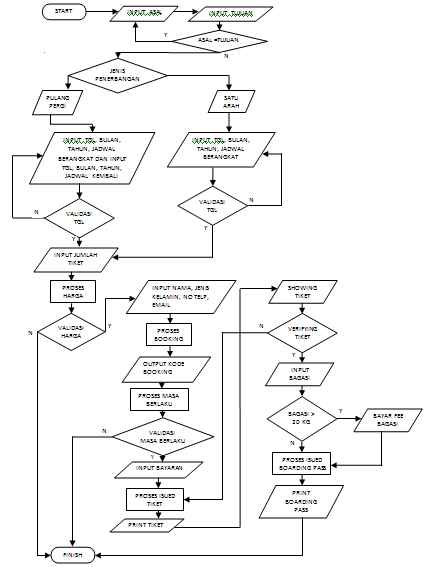 START
INPUT ASAL
INPUT TUJUAN
Y
ASAL =TUJUAN
N
JENIS
PENERBANGAN
PULANG
PERGI
SATU
ARAH
INPUT TGL, BULAN,
TAHUN, JADWAL
BERANGKAT DAN INPUT
TGL, BULAN, TAHUN,
JADWAL KEMBALI
INPUT TGL, BULAN,
TAHUN, JADWAL
BERANGKAT
N
VALIDASI
TGL
Y
VALIDASI
TGL
N
Y
INPUT JUMLAH
TIKET
PROSES
HARGA
N
VALIDASI
HARGA
Y
INPUT NAMA, JENIS
KELAMIN, NO TELP,
EMAIL
PROSES
BOOKING
OUTPUT KODE
BOOKING
PROSES MASA
BERLAKU
N
VALIDASI
MASA BERLAKU
Y
INPUT BAYARAN
PROSES ISUED
TIKET
PRINT TIKET
SHOWING
TIKET
N
VERIFYING
TIKET
Y
INPUT
BAGASI
BAGASI >
20 KG
Y
BAYAR FEE
BAGASI
N
PROSES ISUED
BOARDING PASS
PRINT
BOARDING
PASS
FINISH